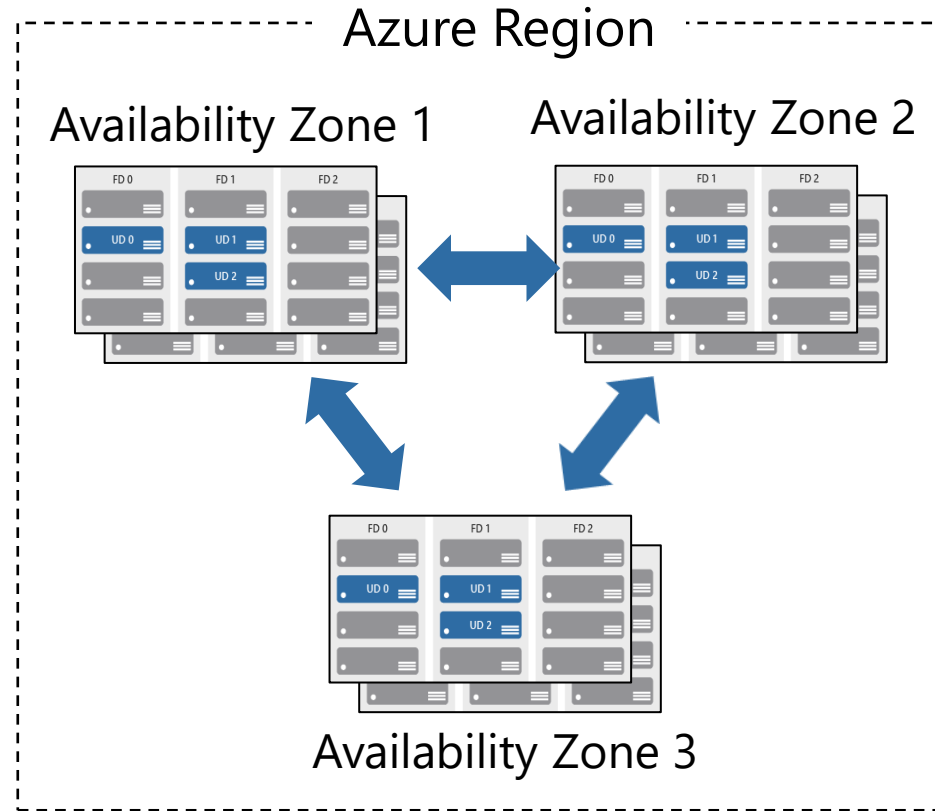 Azure Region
Availability Zone 1
FD 0 FD 1 FD 2
UD 0 UD 1
UD 2
Availability Zone 2
FD 0 FD 1 FD 2
UD 0 UD 1
UD 2
FD 0 FD 1 FD 2
UD 0 UD 1
UD 2
Availability Zone 3